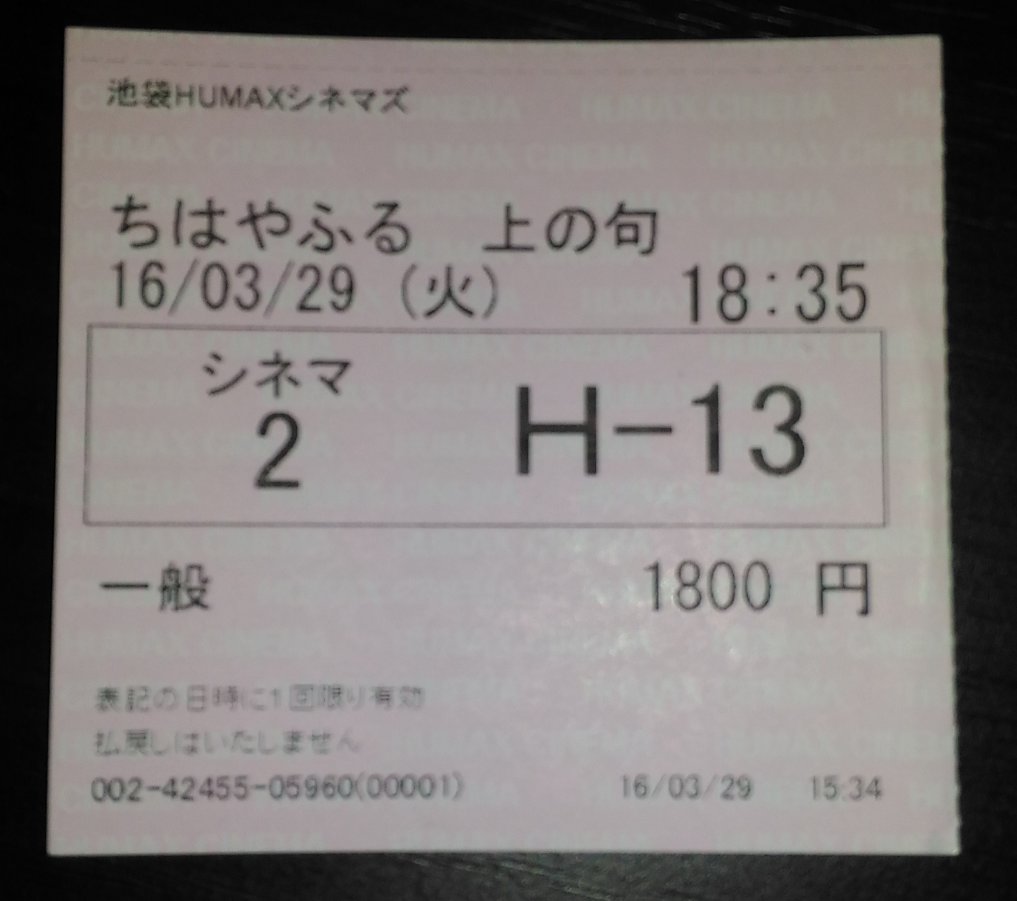 池袋HUMAXシネマズ
ちはやふる 上の句
16/03/29 (火) 18:35
シネマ
2 H-13
一般 1800 円
表記の日時に1回限り有効
払戻しはいたしません
002-42455-05960(00001) 16/03/29 15:34